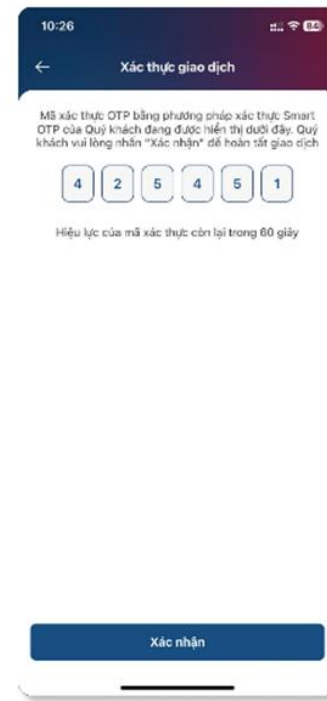 10:26
84
Xác thực giao dịch
Mã xác thực OTP bằng phương pháp xác thực Smart
OTP của Quý khách đang được hiển thị dưới đây. Quý
khách vui lòng nhấn "Xác nhận" để hoàn tất giao dịch
4 2 5 4 5 1
Hiệu lực của mã xác thực còn lại trong 60 giây
Xác nhận